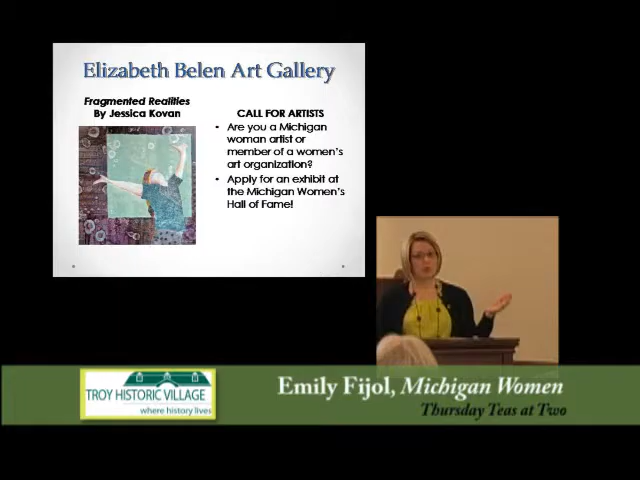 Elizabeth Belen Art Gallery
Fragmented Realities
By Jessica Kovan
CALL FOR ARTISTS
• Are you a Michigan
woman artist or
member of a women's
art organization?
• Apply for an exhibit at
the Michigan Women's
Hall of Fame!
TROY HISTORIC VILLAGE
where history lives
Emily Fijol, Michigan Women
Thursday Teas at Two